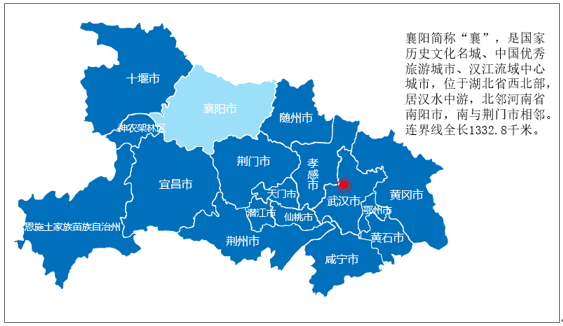 襄阳简称“襄”，是国家
历史文化名城、中国优秀
旅游城市、汉江流域中心
城市，位于湖北省西北部，
居汉水中游，北邻河南省
南阳市，南与荆门市相邻。
连界线全长1332.8千米。
十堰市
襄阳市
神农架林区
随州市
荆门市
孝感市
宜昌市
天门市
武汉市
黄冈市
鄂州市
潜江市
仙桃市
恩施土家族苗族自治州
荆州市
黄石市
咸宁市